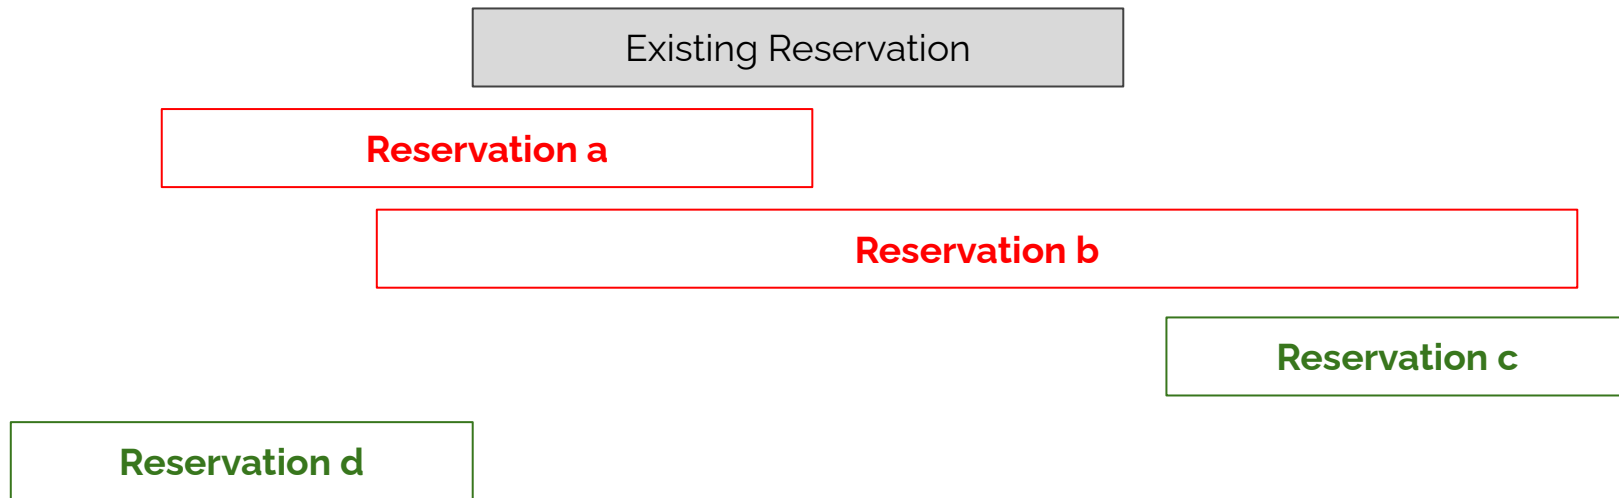 Existing Reservation
Reservation a
Reservation b
Reservation c
Reservation d